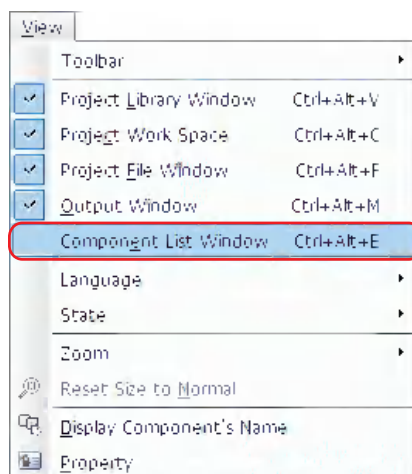 View
Toolbar
Project Library Window Ctrl+Alt+V
Project Work Space Ctrl+Alt+C
Project File Window Ctrl+Alt+F
Output Window Ctrl+Alt+M
Component List Window Ctrl+Alt+E
Language
State
Zoom
Reset Size to Normal
Display Component's Name
Property